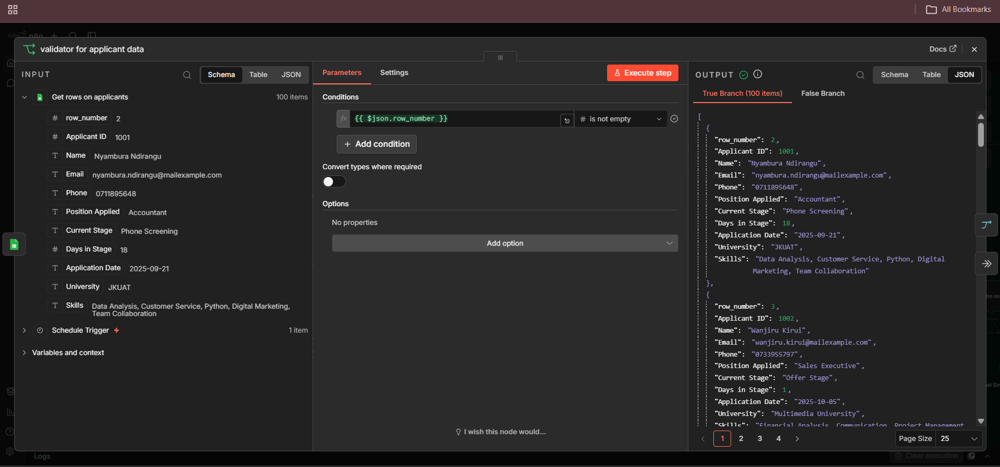 All Bookmarks
n8n
validator for applicant data
Docs
INPUT
Schema
Table
JSON
Get rows on applicants
100 items
# row_number 2
# Applicant ID 1001
T Name Nyambura Ndirangu
T Email nyambura.ndirangu@mailexample.com
T Phone 0711895648
T Position Applied Accountant
T Current Stage Phone Screening
# Days in Stage 18
T Application Date 2025-09-21
T University JKUAT
T Skills Data Analysis, Customer Service, Python, Digital Marketing,
Team Collaboration
Schedule Trigger
1 item
Variables and context
Parameters
Settings
Execute step
Conditions
fx {{ $json.row_number }}
# is not empty
+ Add condition
Convert types where required
Options
No properties
Add option
I wish this node would...
OUTPUT
Schema
Table
JSON
True Branch (100 items)
False Branch
[
{
"row_number": 2,
"Applicant ID": 1001,
"Name": "Nyambura Ndirangu",
"Email": "nyambura.ndirangu@mailexample.com",
"Phone": "0711895648",
"Position Applied": "Accountant",
"Current Stage": "Phone Screening",
"Days in Stage": 18,
"Application Date": "2025-09-21",
"University": "JKUAT",
"Skills": "Data Analysis, Customer Service, Python, Digital
Marketing, Team Collaboration"
},
{
"row_number": 3,
"Applicant ID": 1002,
"Name": "Wanjiru Kirui",
"Email": "wanjiru.kirui@mailexample.com",
"Phone": "0733955797",
"Position Applied": "Sales Executive",
"Current Stage": "Offer Stage",
"Days in Stage": 1,
"Application Date": "2025-10-05",
"University": "Multimedia University",
"Skills": "Financial Analysis, Communication, Project Management
1
2
3
4
Page Size
25
Logs
Clear execution